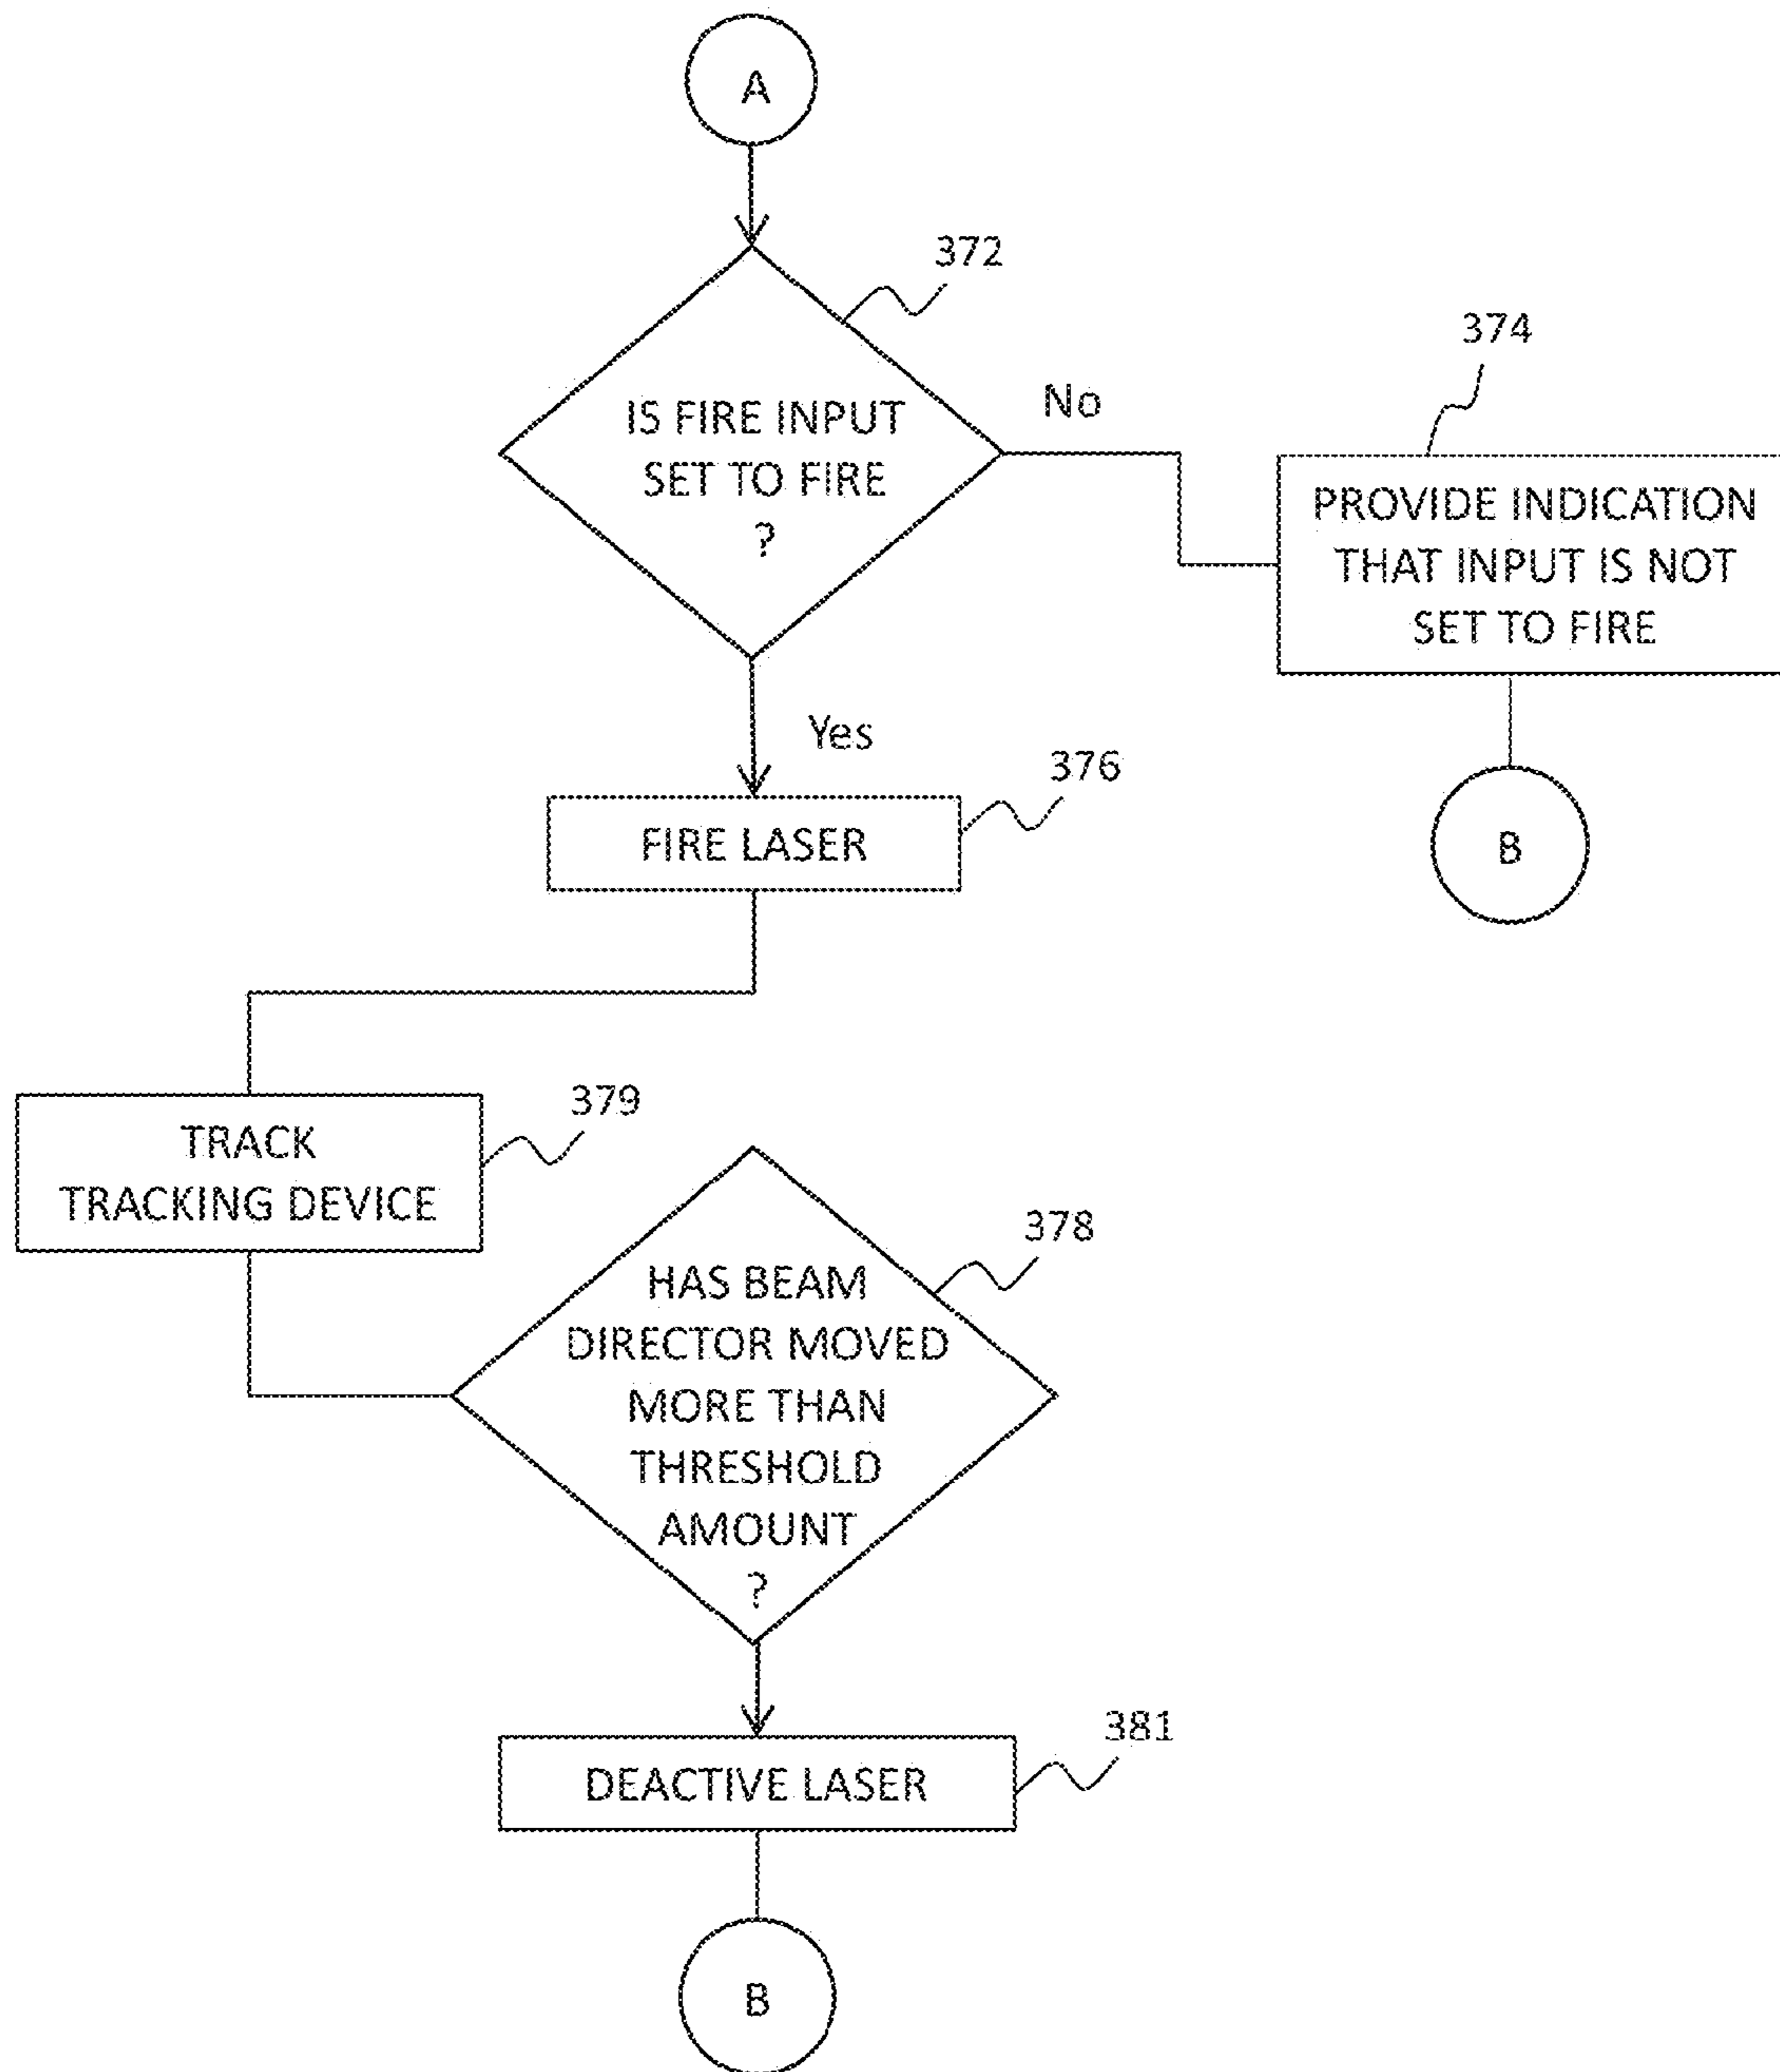 A
372
IS FIRE INPUT
SET TO FIRE
?
No
374
PROVIDE INDICATION
THAT INPUT IS NOT
SET TO FIRE
B
Yes
376
FIRE LASER
379
TRACK
TRACKING DEVICE
378
HAS BEAM
DIRECTOR MOVED
MORE THAN
THRESHOLD
AMOUNT
?
381
DEACTIVE LASER
B